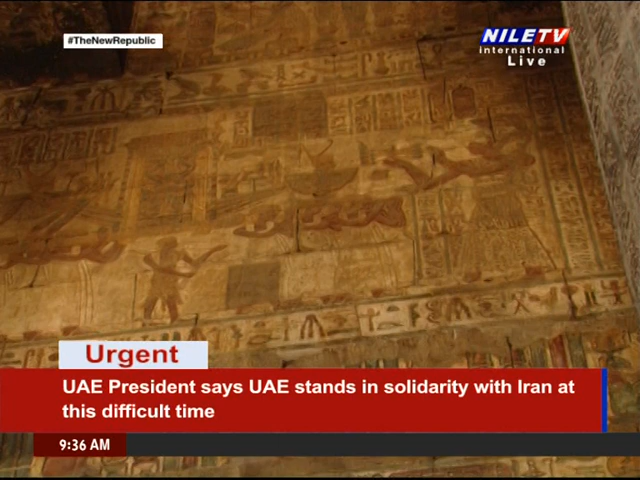 #TheNewRepublic
NILE TV
international
Live
Urgent
UAE President says UAE stands in solidarity with Iran at
this difficult time
9:36 AM